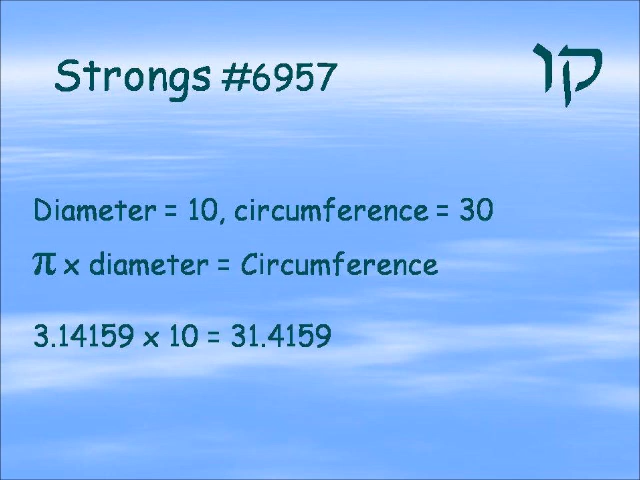 Strongs #6957
קו
Diameter = 10, circumference = 30
π x diameter = Circumference
3.14159 x 10 = 31.4159